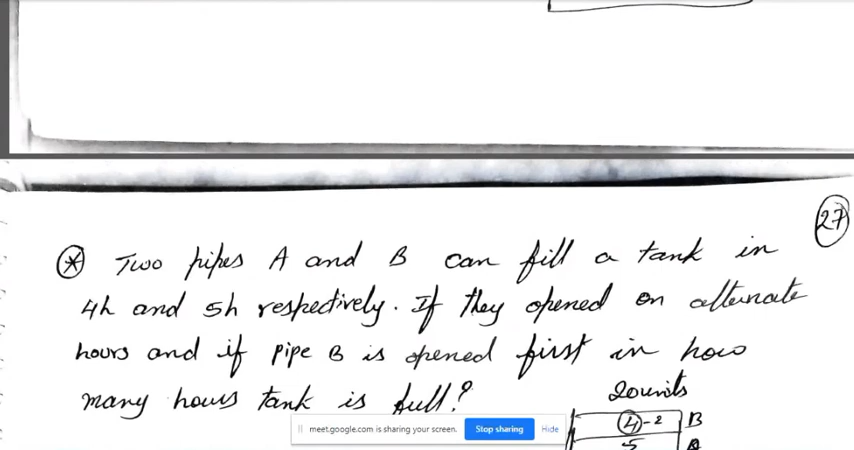 27
* Two pipes A and B can fill a tank in
4h and 5h respectively. If they opened on alternate
hours and if pipe B is opened first in how
many hours tank is full?
20units
4 - 2 B
5 A
meet.google.com is sharing your screen. Stop sharing Hide